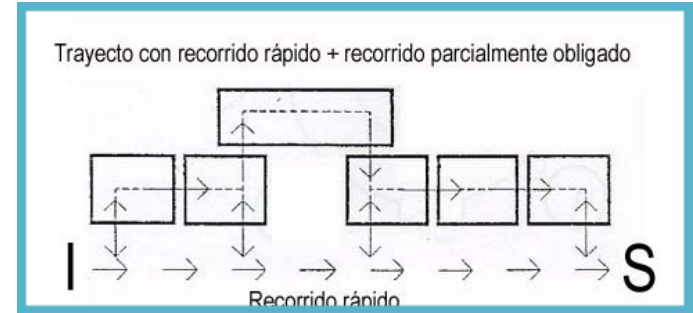 Trayecto con recorrido rápido + recorrido parcialmente obligado
I
S
Recorrido rápido